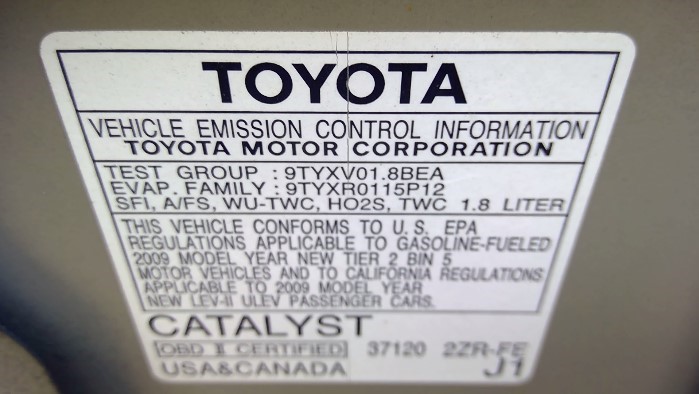 TOYOTA
VEHICLE EMISSION CONTROL INFORMATION
TOYOTA MOTOR CORPORATION
TEST GROUP : 9TYXV01.8BEA
EVAP. FAMILY : 9TYXR0115P12
SFI, A/FS, WU-TWC, HO2S, TWC 1.8 LITER
THIS VEHICLE CONFORMS TO U.S. EPA
REGULATIONS APPLICABLE TO GASOLINE-FUELED
2009 MODEL YEAR NEW TIER 2 BIN 5
MOTOR VEHICLES AND TO CALIFORNIA REGULATIONS
APPLICABLE TO 2009 MODEL YEAR
NEW LEV-II ULEV PASSENGER CARS.
CATALYST
OBD II CERTIFIED 37120 2ZR-FE
USA&CANADA J1